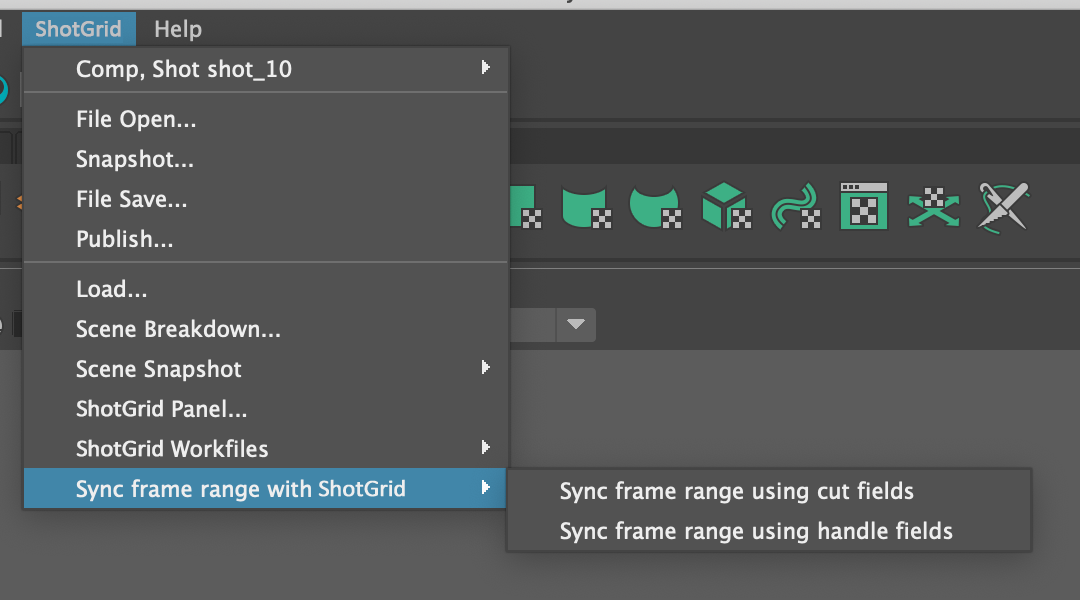 ShotGrid Help
Comp, Shot shot_10
File Open...
Snapshot...
File Save...
Publish...
Load...
Scene Breakdown...
Scene Snapshot
ShotGrid Panel...
ShotGrid Workfiles
Sync frame range with ShotGrid
Sync frame range using cut fields
Sync frame range using handle fields